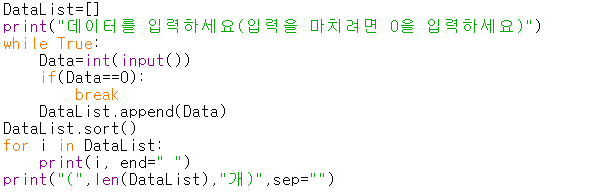 DataList=[]
print("데이터를 입력하세요(입력을 마치려면 0을 입력하세요)")
while True:
    Data=int(input())
    if(Data==0):
        break
    DataList.append(Data)
DataList.sort()
for i in DataList:
    print(i, end=" ")
print("(",len(DataList),"개)",sep="")